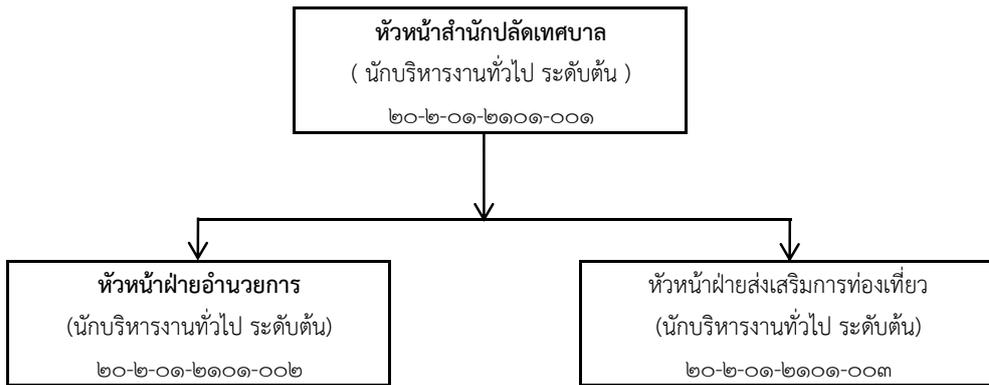 หัวหน้าสำนักปลัดเทศบาล
( นักบริหารงานทั่วไป ระดับต้น )
๒๐-๒-๐๑-๒๑๐๑-๐๐๑
หัวหน้าฝ่ายอำนวยการ
(นักบริหารงานทั่วไป ระดับต้น)
๒๐-๒-๐๑-๒๑๐๑-๐๐๒
หัวหน้าฝ่ายส่งเสริมการท่องเที่ยว
(นักบริหารงานทั่วไป ระดับต้น)
๒๐-๒-๐๑-๒๑๐๑-๐๐๓